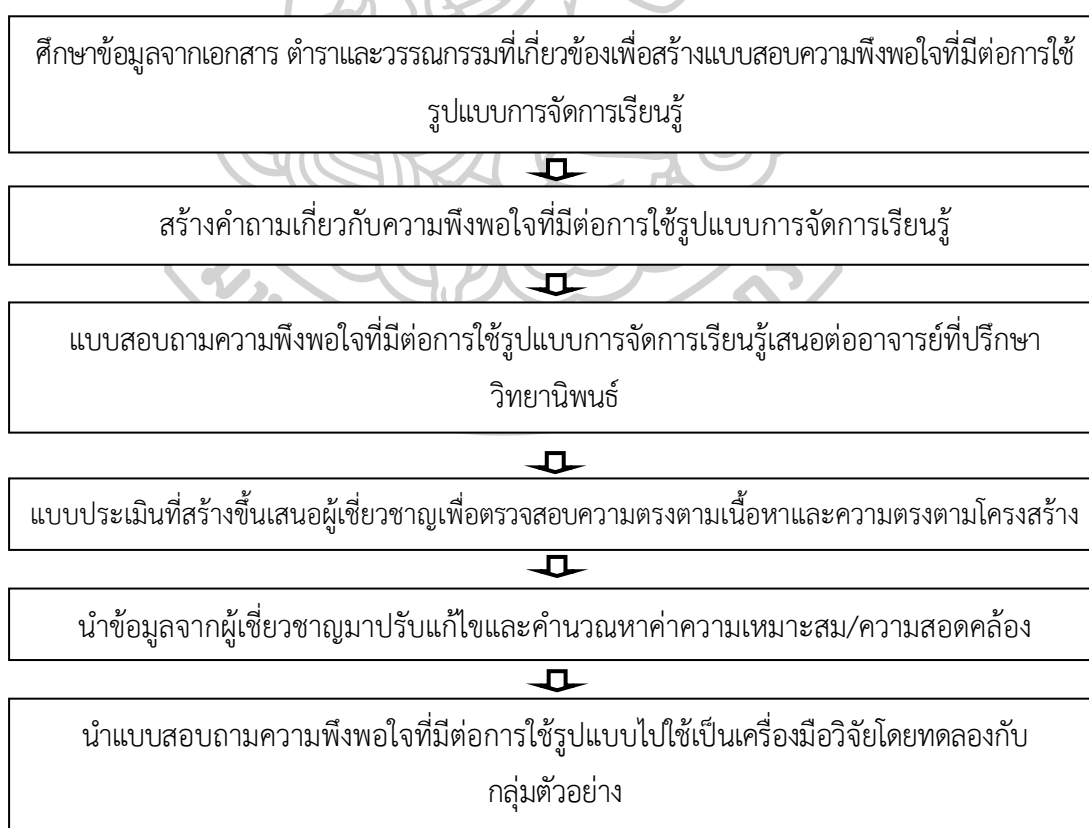 ศึกษาข้อมูลจากเอกสาร ตำราและวรรณกรรมที่เกี่ยวข้องเพื่อสร้างแบบสอบความพึงพอใจที่มีต่อการใช้
รูปแบบการจัดการเรียนรู้
สร้างคำถามเกี่ยวกับความพึงพอใจที่มีต่อการใช้รูปแบบการจัดการเรียนรู้
แบบสอบถามความพึงพอใจที่มีต่อการใช้รูปแบบการจัดการเรียนรู้เสนอต่ออาจารย์ที่ปรึกษา
วิทยานิพนธ์
แบบประเมินที่สร้างขึ้นเสนอผู้เชี่ยวชาญเพื่อตรวจสอบความตรงตามเนื้อหาและความตรงตามโครงสร้าง
นำข้อมูลจากผู้เชี่ยวชาญมาปรับแก้ไขและคำนวณหาค่าความเหมาะสม/ความสอดคล้อง
นำแบบสอบถามความพึงพอใจที่มีต่อการใช้รูปแบบไปใช้เป็นเครื่องมือวิจัยโดยทดลองกับ
กลุ่มตัวอย่าง